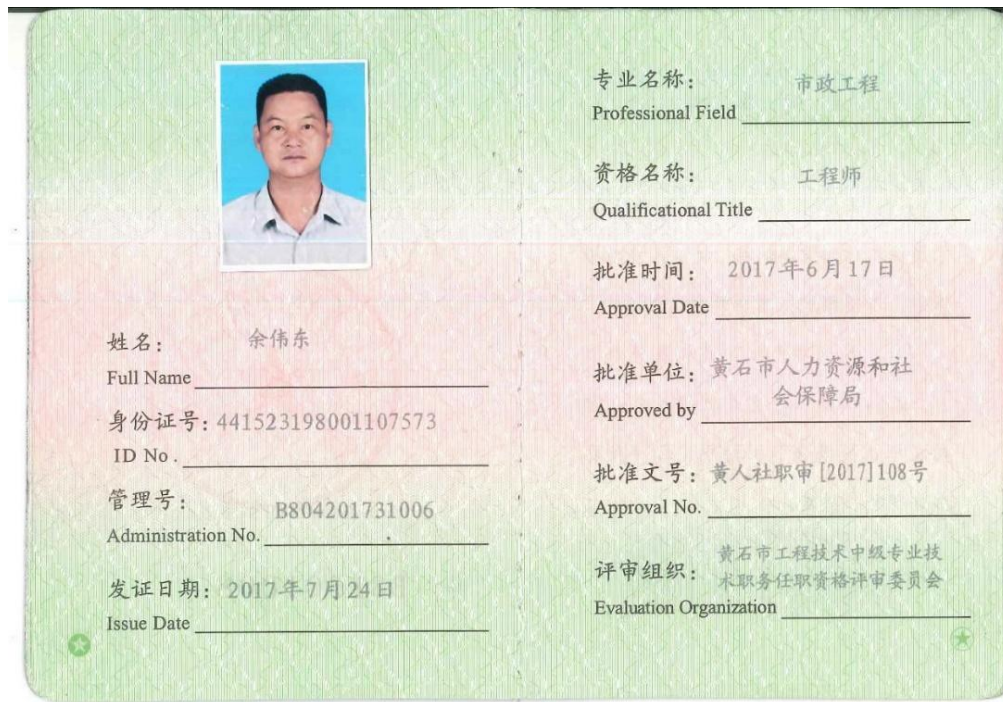 姓名： 余伟东
Full Name
身份证号：441523198001107573
ID No.
管理号： B804201731006
Administration No.
发证日期： 2017年7月24日
Issue Date
专业名称： 市政工程
Professional Field
资格名称： 工程师
Qualificational Title
批准时间： 2017年6月17日
Approval Date
批准单位： 黄石市人力资源和社
会保障局
Approved by
批准文号： 黄人社职审[2017]108号
Approval No.
评审组织： 黄石市工程技术中级专业技
术职务任职资格评审委员会
Evaluation Organization